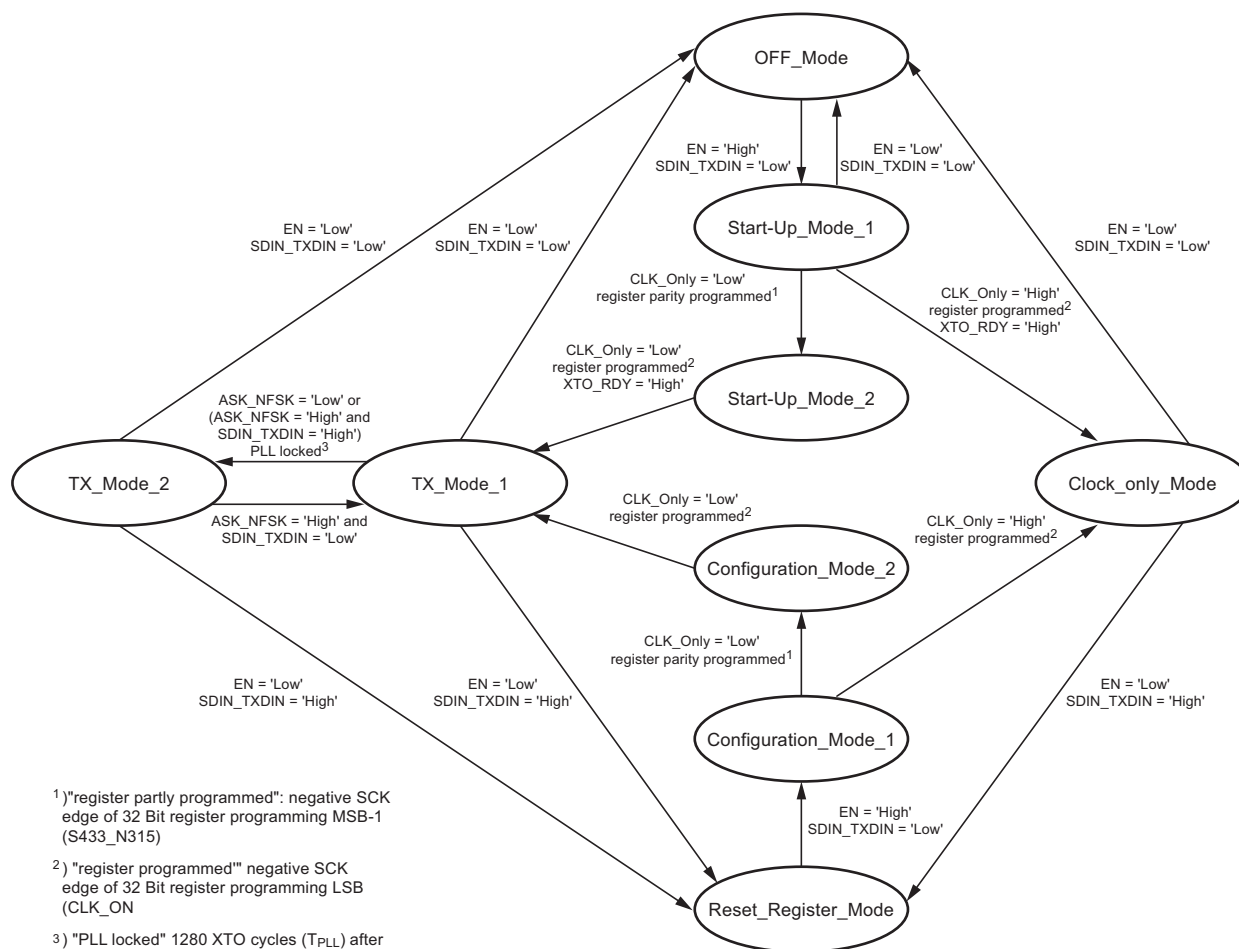 OFF_Mode
EN = 'High'
SDIN_TXDIN = 'Low'
EN = 'Low'
SDIN_TXDIN = 'Low'
EN = 'Low'
SDIN_TXDIN = 'Low'
EN = 'Low'
SDIN_TXDIN = 'Low'
Start-Up_Mode_1
EN = 'Low'
SDIN_TXDIN = 'Low'
CLK_Only = 'Low'
register parity programmed1
CLK_Only = 'High'
register programmed2
XTO_RDY = 'High'
CLK_Only = 'Low'
register programmed2
XTO_RDY = 'High'
Start-Up_Mode_2
ASK_NFSK = 'Low' or
(ASK_NFSK = 'High' and
SDIN_TXDIN = 'High')
PLL locked3
TX_Mode_2
TX_Mode_1
Clock_only_Mode
ASK_NFSK = 'High' and
SDIN_TXDIN = 'Low'
CLK_Only = 'Low'
register programmed2
CLK_Only = 'High'
register programmed2
Configuration_Mode_2
CLK_Only = 'Low'
register parity programmed1
EN = 'Low'
SDIN_TXDIN = 'High'
EN = 'Low'
SDIN_TXDIN = 'High'
EN = 'Low'
SDIN_TXDIN = 'High'
Configuration_Mode_1
EN = 'High'
SDIN_TXDIN = 'Low'
Reset_Register_Mode
1)"register partly programmed": negative SCK
edge of 32 Bit register programming MSB-1
(S433_N315)
2) "register programmed'" negative SCK
edge of 32 Bit register programming LSB
(CLK_ON
3) "PLL locked" 1280 XTO cycles (TPLL) after